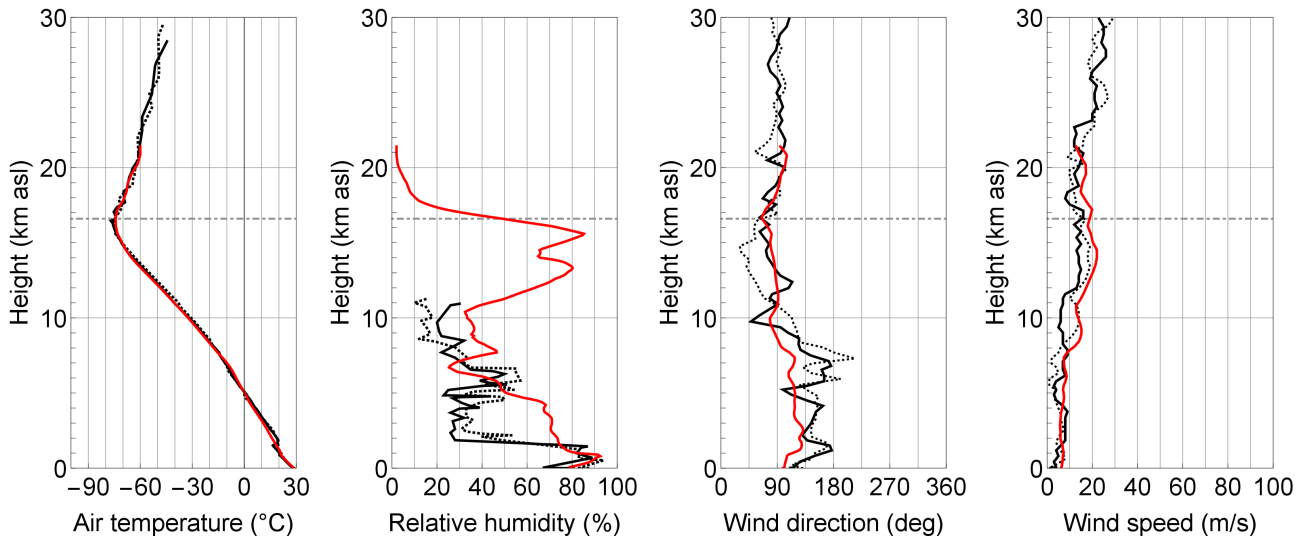 30
20
10
0
Height (km asl)
−90 −60 −30 0 30
Air temperature (°C)
30
20
10
0
Height (km asl)
0 20 40 60 80 100
Relative humidity (%)
30
20
10
0
Height (km asl)
0 90 180 270 360
Wind direction (deg)
30
20
10
0
Height (km asl)
0 20 40 60 80 100
Wind speed (m/s)